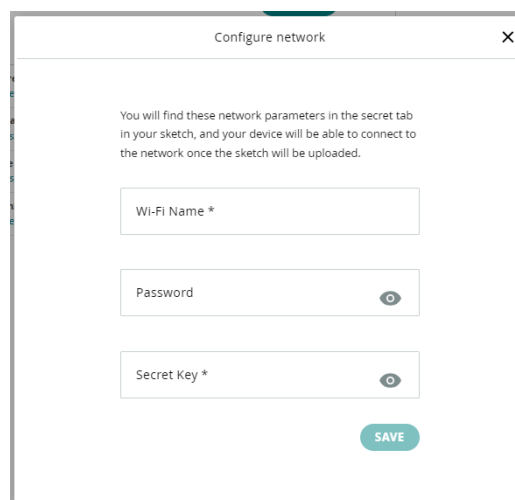 Configure network
You will find these network parameters in the secret tab
in your sketch, and your device will be able to connect to
the network once the sketch will be uploaded.
Wi-Fi Name *
Password
Secret Key *
SAVE